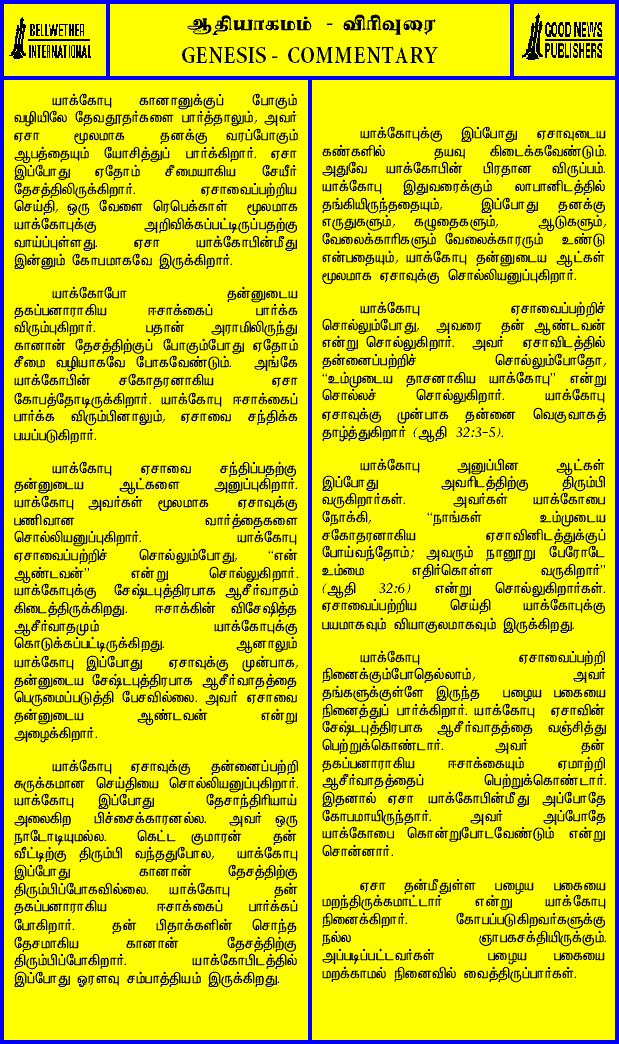 BELLWETHER
INTERNATIONAL
ஆதியாகமம் - விரிவுரை
GENESIS - COMMENTARY
GOOD NEWS
PUBLISHERS
யாக்கோபு கானானுக்குப் போகும்
வழியிலே தேவதூதர்களை பார்த்தாலும், அவர்
ஏசா மூலமாக தனக்கு வரப்போகும்
ஆபத்தையும் யோசித்துப் பார்க்கிறார். ஏசா
இப்போது ஏதோம் சீமையாகிய சேயீர்
தேசத்திலிருக்கிறார். ஏசாவைப்பற்றிய
செய்தி, ஒரு வேளை ரெபெக்காள் மூலமாக
யாக்கோபுக்கு அறிவிக்கப்பட்டிருப்பதற்கு
வாய்ப்புள்ளது. ஏசா யாக்கோபின்மீது
இன்னும் கோபமாகவே இருக்கிறார்.
யாக்கோபோ தன்னுடைய
தகப்பனாராகிய ஈசாக்கைப் பார்க்க
விரும்புகிறார். பதான் அராமிலிருந்து
கானான் தேசத்திற்குப் போகும்போது ஏதோம்
சீமை வழியாகவே போகவேண்டும். அங்கே
யாக்கோபின் சகோதரனாகிய ஏசா
கோபத்தோடிருக்கிறார். யாக்கோபு ஈசாக்கைப்
பார்க்க விரும்பினாலும், ஏசாவை சந்திக்க
பயப்படுகிறார்.
யாக்கோபு ஏசாவை சந்திப்பதற்கு
தன்னுடைய ஆட்களை அனுப்புகிறார்.
யாக்கோபு அவர்கள் மூலமாக ஏசாவுக்கு
பணிவான வார்த்தைகளை
சொல்லியனுப்புகிறார். யாக்கோபு
ஏசாவைப்பற்றிச் சொல்லும்போது, “என்
ஆண்டவன்” என்று சொல்லுகிறார்.
யாக்கோபுக்கு சேஷ்டபுத்திரபாக ஆசீர்வாதம்
கிடைத்திருக்கிறது. ஈசாக்கின் விசேஷித்த
ஆசீர்வாதமும் யாக்கோபுக்கு
கொடுக்கப்பட்டிருக்கிறது. ஆனாலும்
யாக்கோபு இப்போது ஏசாவுக்கு முன்பாக,
தன்னுடைய சேஷ்டபுத்திரபாக ஆசீர்வாதத்தை
பெருமைப்படுத்தி பேசவில்லை. அவர் ஏசாவை
தன்னுடைய ஆண்டவன் என்று
அழைக்கிறார்.
யாக்கோபு ஏசாவுக்கு தன்னைப்பற்றி
சுருக்கமான செய்தியை சொல்லியனுப்புகிறார்.
யாக்கோபு இப்போது தேசாந்திரியாய்
அலைகிற பிச்சைக்காரனல்ல. அவர் ஒரு
நாடோடியுமல்ல. கெட்ட குமாரன் தன்
வீட்டிற்கு திரும்பி வந்ததுபோல, யாக்கோபு
இப்போது கானான் தேசத்திற்கு
திரும்பிப்போகவில்லை. யாக்கோபு தன்
தகப்பனாராகிய ஈசாக்கைப் பார்க்கப்
போகிறார். தன் பிதாக்களின் சொந்த
தேசமாகிய கானான் தேசத்திற்கு
திரும்பிப்போகிறார். யாக்கோபிடத்தில்
இப்போது ஓரளவு சம்பாத்தியம் இருக்கிறது.
யாக்கோபுக்கு இப்போது ஏசாவுடைய
கண்களில் தயவு கிடைக்கவேண்டும்.
அதுவே யாக்கோபின் பிரதான விருப்பம்.
யாக்கோபு இதுவரைக்கும் லாபானிடத்தில்
தங்கியிருந்ததையும், இப்போது தனக்கு
எருதுகளும், கழுதைகளும், ஆடுகளும்,
வேலைக்காரிகளும் வேலைக்காரரும் உண்டு
என்பதையும், யாக்கோபு தன்னுடைய ஆட்கள்
மூலமாக ஏசாவுக்கு சொல்லியனுப்புகிறார்.
யாக்கோபு ஏசாவைப்பற்றிச்
சொல்லும்போது, அவரை தன் ஆண்டவன்
என்று சொல்லுகிறார். அவர் ஏசாவிடத்தில்
தன்னைப்பற்றிச் சொல்லும்போதோ,
“உம்முடைய தாசனாகிய யாக்கோபு” என்று
சொல்லச் சொல்லுகிறார். யாக்கோபு
ஏசாவுக்கு முன்பாக தன்னை வெகுவாகத்
தாழ்த்துகிறார் (ஆதி 32:3-5).
யாக்கோபு அனுப்பின ஆட்கள்
இப்போது அவரிடத்திற்கு திரும்பி
வருகிறார்கள். அவர்கள் யாக்கோபை
நோக்கி, “நாங்கள் உம்முடைய
சகோதரனாகிய ஏசாவினிடத்துக்குப்
போய்வந்தோம்; அவரும் நானூறு பேரோடே
உம்மை எதிர்கொள்ள வருகிறார்”
(ஆதி 32:6) என்று சொல்லுகிறார்கள்.
ஏசாவைப்பற்றிய செய்தி யாக்கோபுக்கு
பயமாகவும் வியாகுலமாகவும் இருக்கிறது.
யாக்கோபு ஏசாவைப்பற்றி
நினைக்கும்போதெல்லாம், அவர்
தங்களுக்குள்ளே இருந்த பழைய பகையை
நினைத்துப் பார்க்கிறார். யாக்கோபு ஏசாவின்
சேஷ்டபுத்திரபாக ஆசீர்வாதத்தை வஞ்சித்து
பெற்றுக்கொண்டார். அவர் தன்
தகப்பனாராகிய ஈசாக்கையும் ஏமாற்றி
ஆசீர்வாதத்தைப் பெற்றுக்கொண்டார்.
இதனால் ஏசா யாக்கோபின்மீது அப்போதே
கோபமாயிருந்தார். அவர் அப்போதே
யாக்கோபை கொன்றுபோடவேண்டும் என்று
சொன்னார்.
ஏசா தன்மீதுள்ள பழைய பகையை
மறந்திருக்கமாட்டார் என்று யாக்கோபு
நினைக்கிறார். கோபப்படுகிறவர்களுக்கு
நல்ல ஞாபகசக்தியிருக்கும்.
அப்படிப்பட்டவர்கள் பழைய பகையை
மறக்காமல் நினைவில் வைத்திருப்பார்கள்.